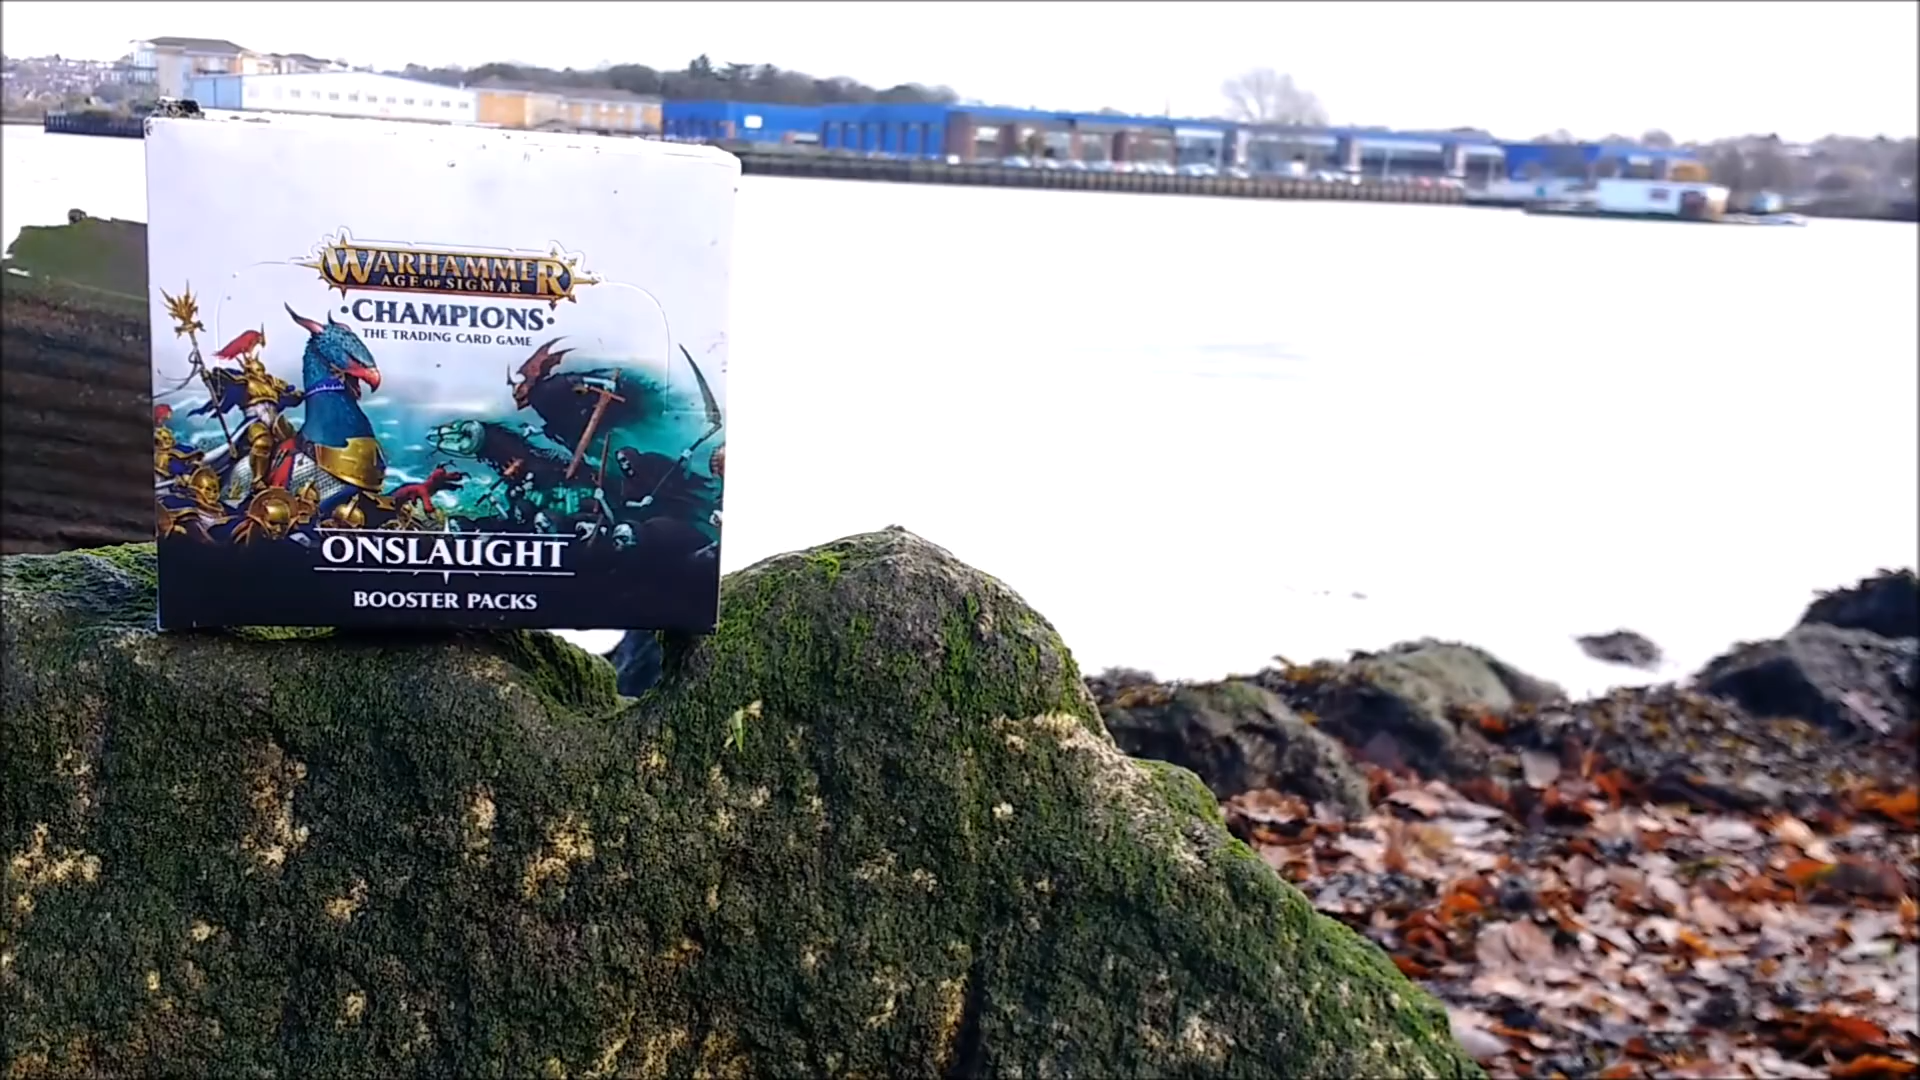 WARHAMMER
AGE OF SIGMAR
•CHAMPIONS•
THE TRADING CARD GAME
ONSLAUGHT
BOOSTER PACKS